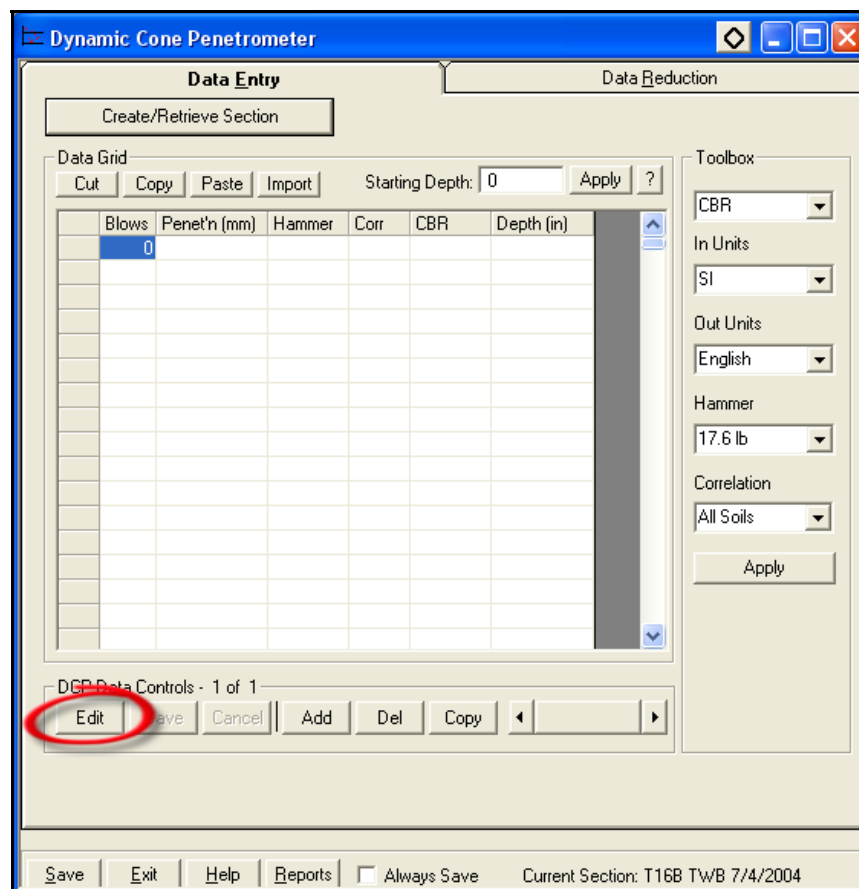 Dynamic Cone Penetrometer
Data Entry Data Reduction
Create/Retrieve Section
Data Grid
Cut Copy Paste Import Starting Depth: 0 Apply ?
Blows Penet'n (mm) Hammer Corr CBR Depth (in)
0
Toolbox
CBR
In Units
SI
Out Units
English
Hammer
17.6 lb
Correlation
All Soils
Apply
DCP Data Controls - 1 of 1
Edit Save Cancel Add Del Copy
Save Exit Help Reports Always Save Current Section: T16B TWB 7/4/2004